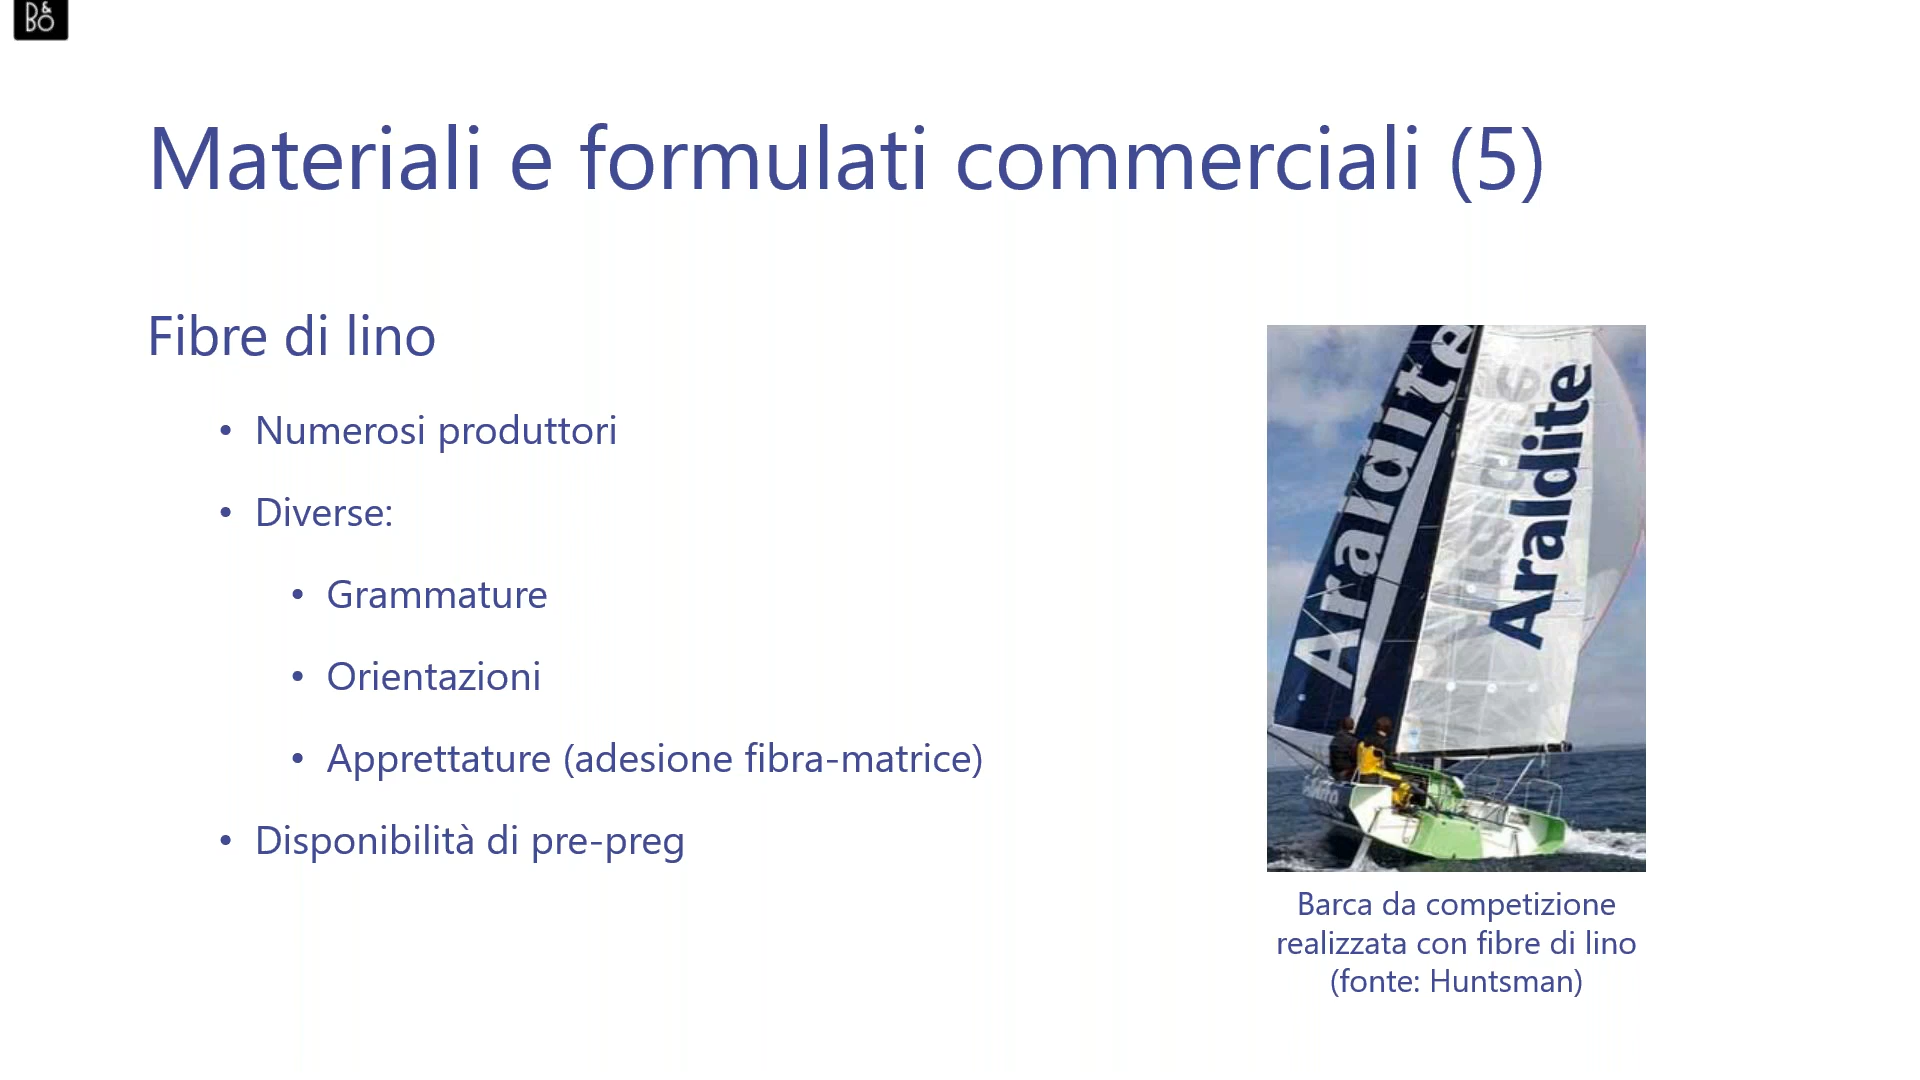 B&O
Materiali e formulati commerciali (5)
Fibre di lino
• Numerosi produttori
• Diverse:
• Grammature
• Orientazioni
• Apprettature (adesione fibra-matrice)
• Disponibilità di pre-preg
Araldite
Araldite
Barca da competizione
realizzata con fibre di lino
(fonte: Huntsman)